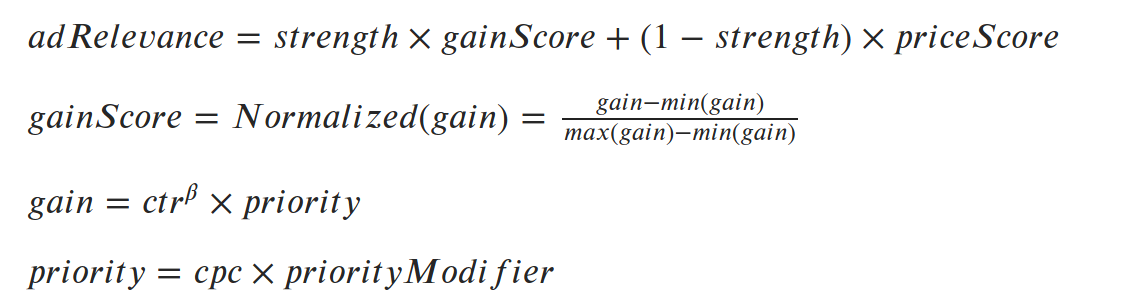 adRelevance = strength × gainScore + (1 − strength) × priceScore
gainScore = Normalized(gain) = \frac{gain−min(gain)}{max(gain)−min(gain)}
gain = ctr^β × priority
priority = cpc × priorityModifier